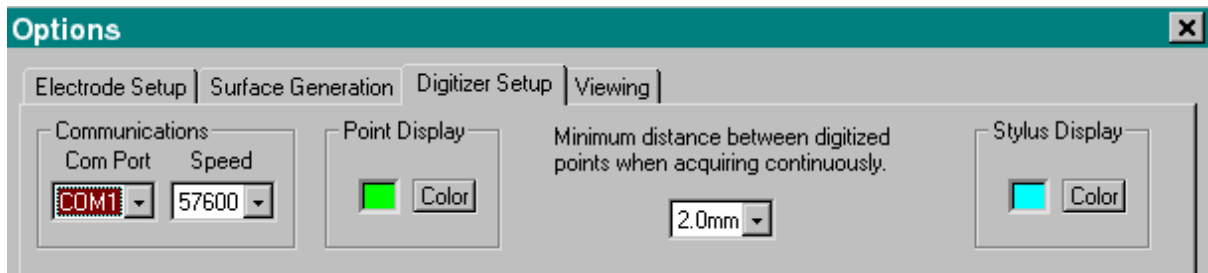 Options
Electrode Setup Surface Generation Digitizer Setup Viewing
Communications
Com Port Speed
COM1 57600
Point Display
Color
Minimum distance between digitized
points when acquiring continuously.
2.0mm
Stylus Display
Color